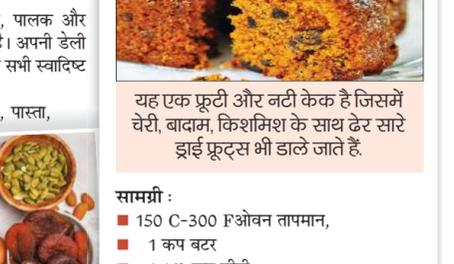 , पालक और
है। अपनी डेली
सभी स्वादिष्ट
, पास्ता,
यह एक फ्रूटी और नटी केक है जिसमें
चेरी, बादाम, किशमिश के साथ ढेर सारे
ड्राई फ्रूट्स भी डाले जाते हैं.
सामग्री :
■ 150 C-300 Fओवन तापमान,
■ 1 कप बटर